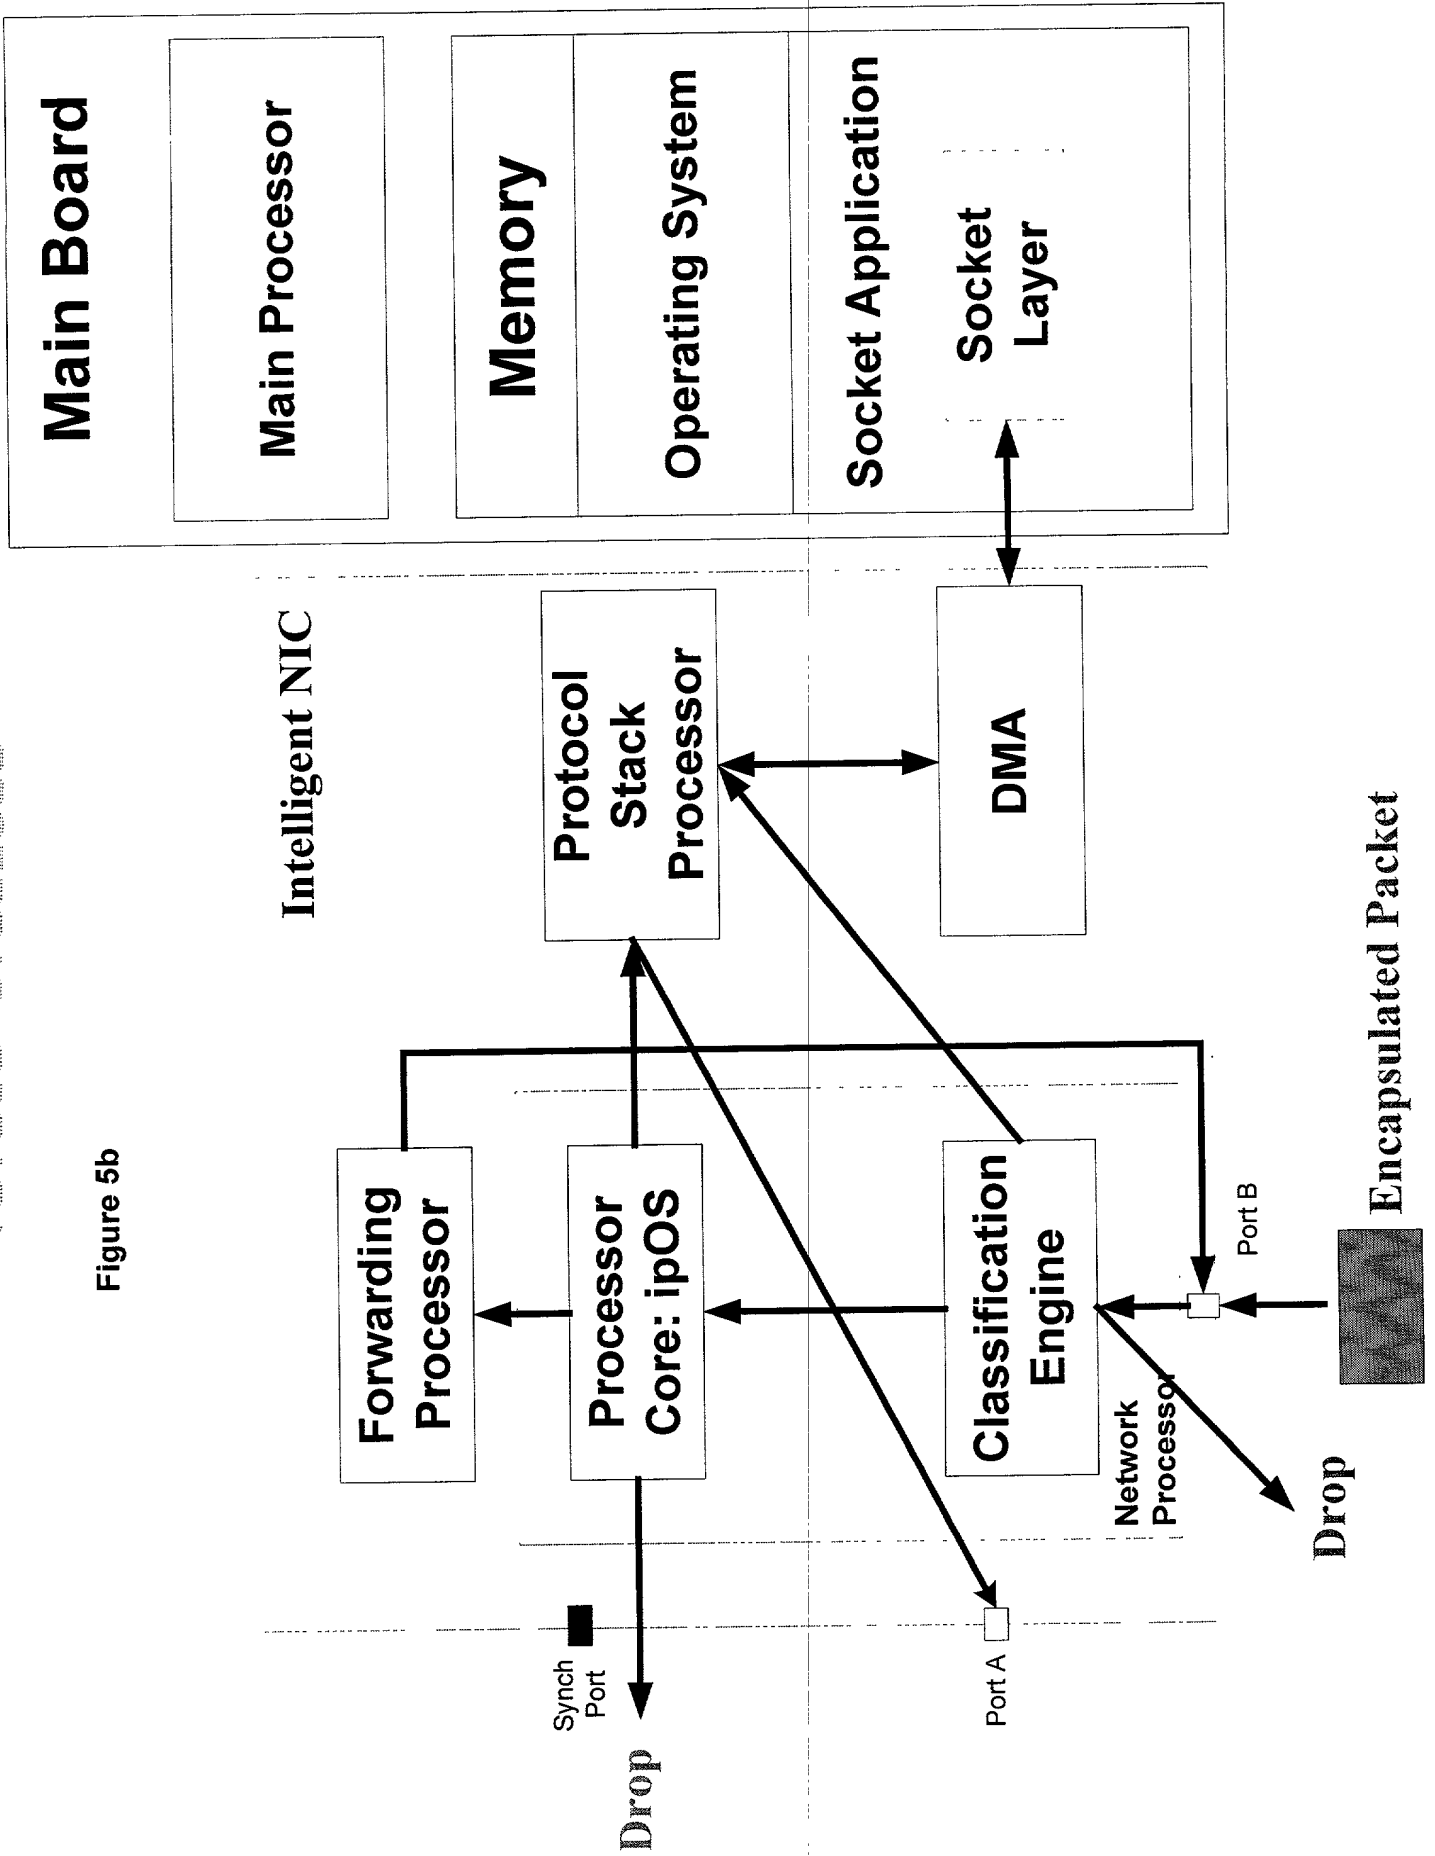 Figure 5b
Main Board
Main Processor
Memory
Operating System
Socket Application
Socket
Layer
Intelligent NIC
Protocol
Stack
Processor
DMA
Forwarding
Processor
Processor
Core: ipOS
Classification
Engine
Network
Processor
Synch
Port
Port A
Port B
Drop
Drop
Encapsulated Packet